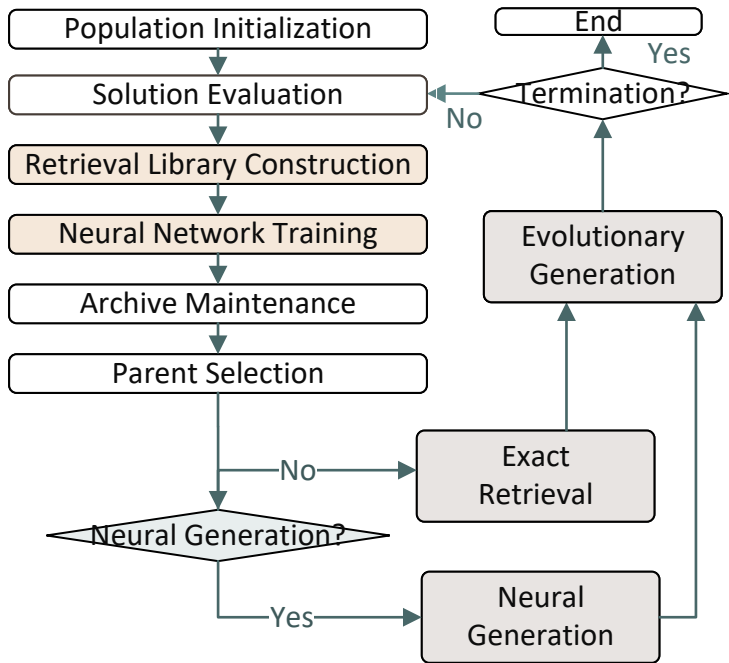 Population Initialization
End
Yes
Solution Evaluation
Termination?
No
Retrieval Library Construction
Neural Network Training
Evolutionary
Generation
Archive Maintenance
Parent Selection
No
Exact
Retrieval
Neural Generation?
Yes
Neural
Generation